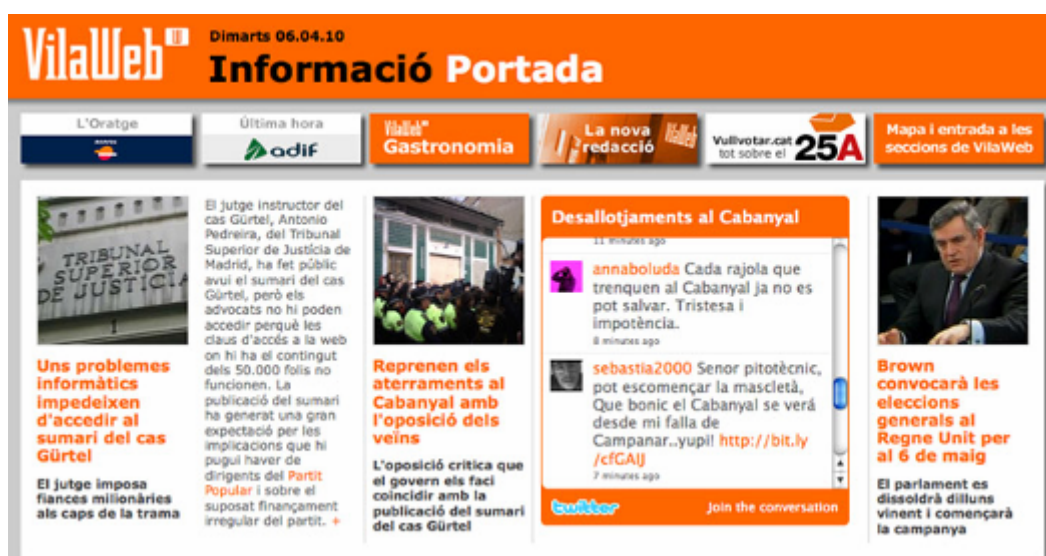 VilaWeb
Dimarts 06.04.10
Informació Portada
L'Oratge
Última hora
adif
VilaWeb
Gastronomia
La nova
redacció
VilaWeb
Vullvotar.cat
tot sobre el
25A
Mapa i entrada a les
seccions de VilaWeb
TRIBUNAL
SUPERIOR
DE JUSTICIA
Uns problemes
informàtics
impedeixen
d'accedir al
sumari del cas
Gürtel
El jutge imposa
fiances milionàries
als caps de la trama
El jutge instructor del
cas Gürtel, Antonio
Pedreira, del Tribunal
Superior de Justícia de
Madrid, ha fet públic
avui el sumari del cas
Gürtel, però els
advocats no hi poden
accedir perquè les
claus d'accés a la web
on hi ha el contingut
dels 50.000 folis no
funcionen. La
publicació del sumari
ha generat una gran
expectació per les
implicacions que hi
pugui haver de
dirigents del Partit
Popular i sobre el
suposat finançament
irregular del partit. +
Reprenen els
aterraments al
Cabanyal amb
l'oposició dels
veïns
L'oposició critica que
el govern els faci
coincidir amb la
publicació del sumari
del cas Gürtel
Desallotjaments al Cabanyal
11 minutes ago
annaboluda Cada rajola que
trenquen al Cabanyal ja no es
pot salvar. Tristesa i
impotència.
8 minutes ago
sebastia2000 Senor pitotècnic,
pot escomençar la mascletá,
Que bonic el Cabanyal se verá
desde mi falla de
Campanar..yupi! http://bit.ly
/cfGAIJ
7 minutes ago
twitter
Join the conversation
Brown
convocarà les
eleccions
generals al
Regne Unit per
al 6 de maig
El parlament es
dissoldrà dilluns
vinent i començarà
la campanya